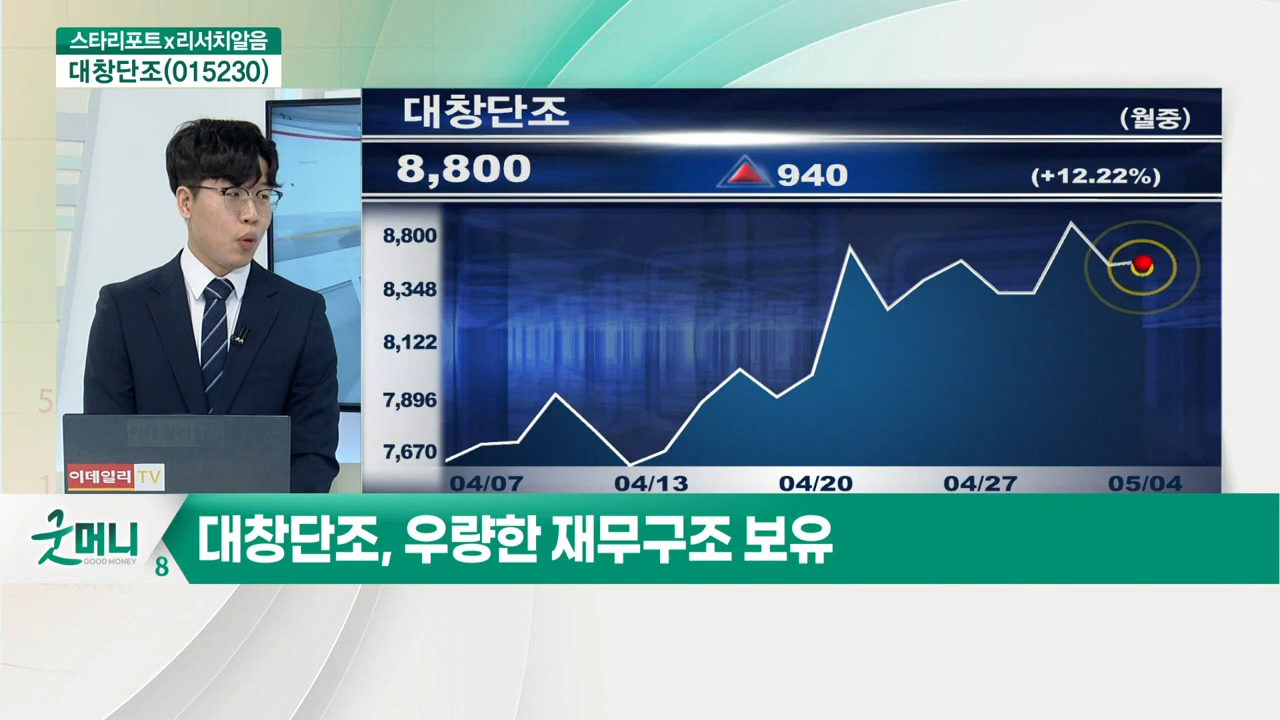 스타리포트x리서치알음
대창단조(015230)
대창단조 (월중)
8,800 940 (+12.22%)
8,800
8,348
8,122
7,896
7,670
04/07 04/13 04/20 04/27 05/04
이데일리 TV
굿머니
GOOD MONEY
8
대창단조, 우량한 재무구조 보유